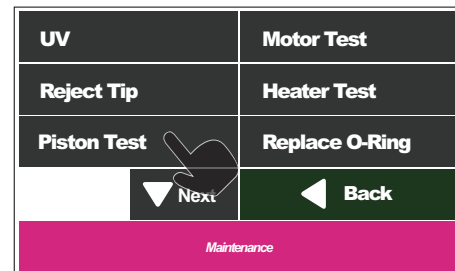 UV
Motor Test
Reject Tip
Heater Test
Piston Test
Replace O-Ring
Next
Back
Maintenance